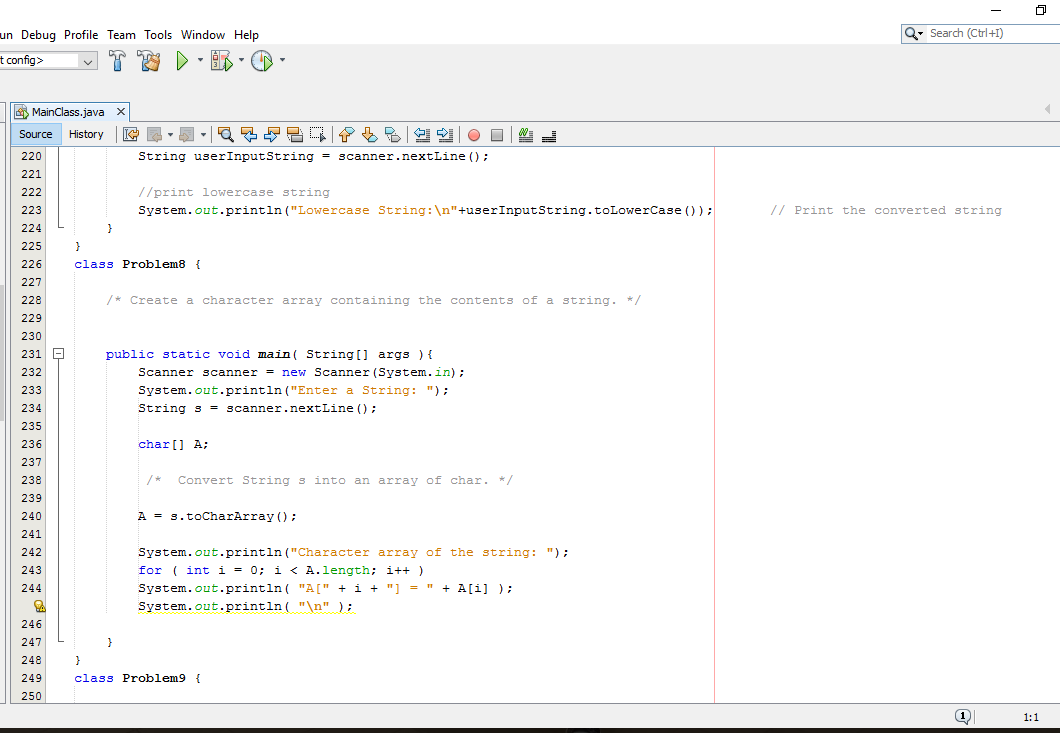 un Debug Profile Team Tools Window Help
Search (Ctrl+I)
t config>
MainClass.java
Source History
220 String userInputString = scanner.nextLine();
221
222 //print lowercase string
223 System.out.println("Lowercase String:\n"+userInputString.toLowerCase()); // Print the converted string
224 }
225 }
226 class Problem8 {
227
228 /* Create a character array containing the contents of a string. */
229
230
231 public static void main( String[] args ){
232 Scanner scanner = new Scanner(System.in);
233 System.out.println("Enter a String: ");
234 String s = scanner.nextLine();
235
236 char[] A;
237
238 /*  Convert String s into an array of char. */
239
240 A = s.toCharArray();
241
242 System.out.println("Character array of the string: ");
243 for ( int i = 0; i < A.length; i++ )
244 System.out.println( "A[" + i + "] = " + A[i] );
System.out.println( "\n" );
246
247 }
248 }
249 class Problem9 {
250
1 1:1